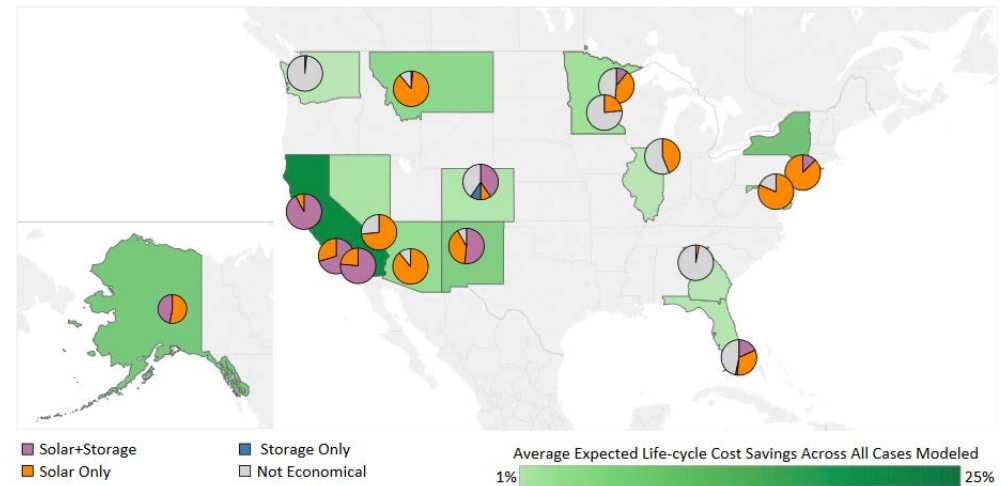 Solar+Storage
Solar Only
Storage Only
Not Economical
Average Expected Life-cycle Cost Savings Across All Cases Modeled
1% 25%